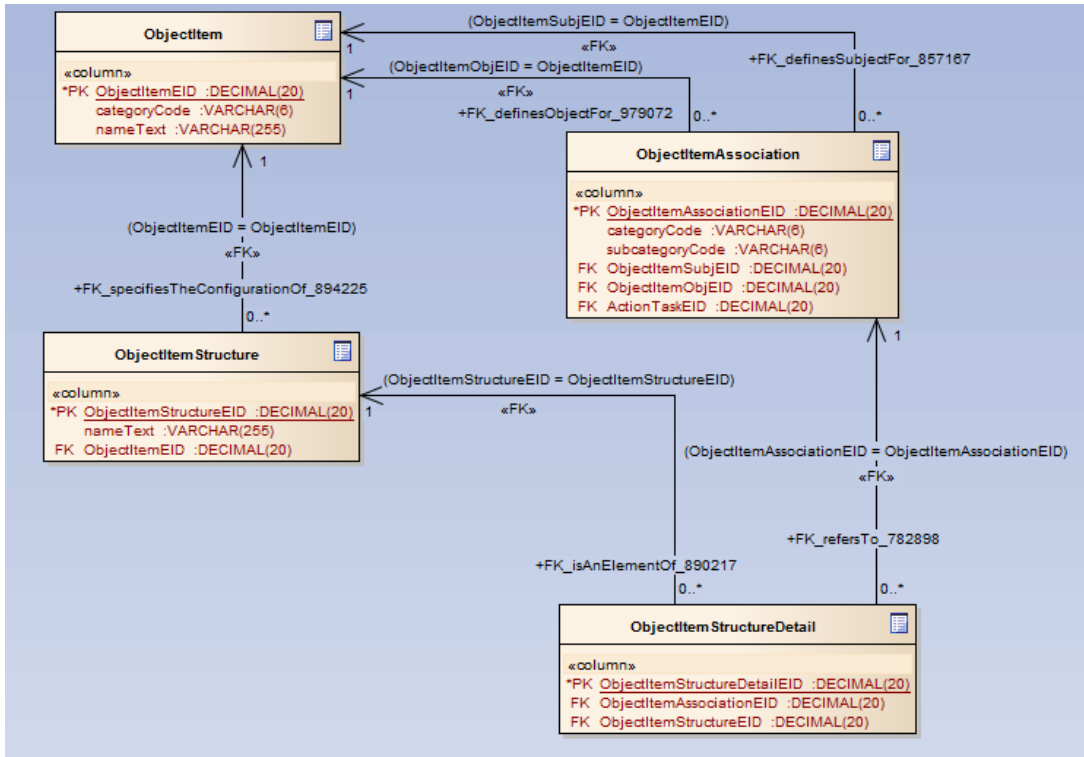 ObjectItem
«column»
*PK ObjectItemEID :DECIMAL(20)
categoryCode :VARCHAR(6)
nameText :VARCHAR(255)
(ObjectItemSubjEID = ObjectItemEID)
1
«FK»
+FK_definesSubjectFor_857167
0..*
(ObjectItemObjEID = ObjectItemEID)
1
«FK»
+FK_definesObjectFor_979072
0..*
ObjectItemAssociation
«column»
*PK ObjectItemAssociationEID :DECIMAL(20)
categoryCode :VARCHAR(6)
subcategoryCode :VARCHAR(6)
FK ObjectItemSubjEID :DECIMAL(20)
FK ObjectItemObjEID :DECIMAL(20)
FK ActionTaskEID :DECIMAL(20)
1
(ObjectItemEID = ObjectItemEID)
«FK»
+FK_specifiesTheConfigurationOf_894225
0..*
ObjectItemStructure
«column»
*PK ObjectItemStructureEID :DECIMAL(20)
nameText :VARCHAR(255)
FK ObjectItemEID :DECIMAL(20)
(ObjectItemStructureEID = ObjectItemStructureEID)
1
«FK»
+FK_isAnElementOf_890217
0..*
1
(ObjectItemAssociationEID = ObjectItemAssociationEID)
«FK»
+FK_refersTo_782898
0..*
ObjectItemStructureDetail
«column»
*PK ObjectItemStructureDetailEID :DECIMAL(20)
FK ObjectItemAssociationEID :DECIMAL(20)
FK ObjectItemStructureEID :DECIMAL(20)